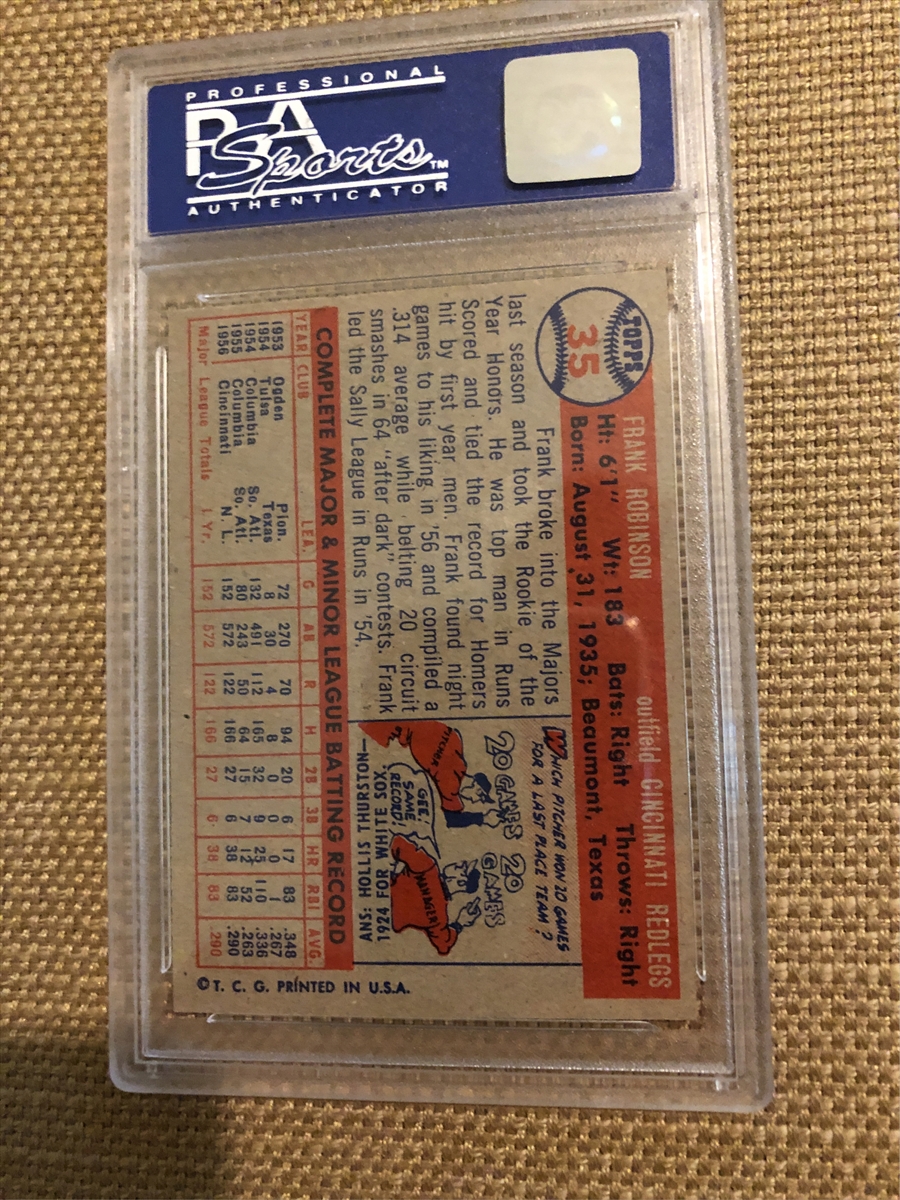 PROFESSIONAL
PSA
Sports™
AUTHENTICATOR
TOPPS
35
FRANK ROBINSON outfield CINCINNATI REDLEGS
Ht: 6'1" Wt: 183 Bats: Right Throws: Right
Born: August 31, 1935; Beaumont, Texas
Frank broke into the Majors
last season and took the Rookie of the
Year Honors. He was top man in Runs
Scored and tied the record for Homers
hit by first year men. Frank found night
games to his liking in '56 and compiled a
.314 average while belting 20 circuit
smashes in 64 "after dark" contests. Frank
led the Sally League in Runs in '54.
WHICH PITCHER WON 20 GAMES
FOR A LAST PLACE TEAM?
20 GAMES
20 GAMES
PITCHER
GEE,
SAME
RECORD!
MANAGER
ANS: HOLLIS THURSTON—
1924 FOR WHITE SOX.
COMPLETE MAJOR & MINOR LEAGUE BATTING RECORD
YEAR CLUB LEA. G AB R H 2B 3B HR RBI AVG.
1953 Ogden Pion. 72 270 70 94 20 6 17 83 .348
1954 Tulsa Texas 8 30 4 8 0 0 0 1 .267
1954 Columbia So. Atl. 132 491 112 165 32 9 25 110 .336
1955 Columbia So. Atl. 80 243 50 64 15 7 12 52 .263
1956 Cincinnati N. L. 152 572 122 166 27 6 38 83 .290
Major League Totals 1 Yr. 152 572 122 166 27 6 38 83 .290
© T. C. G. PRINTED IN U.S.A.